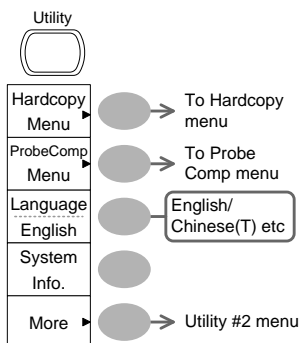 Utility
Hardcopy
Menu
To Hardcopy
menu
ProbeComp
Menu
To Probe
Comp menu
Language
English
English/
Chinese(T) etc
System
Info.
More
Utility #2 menu